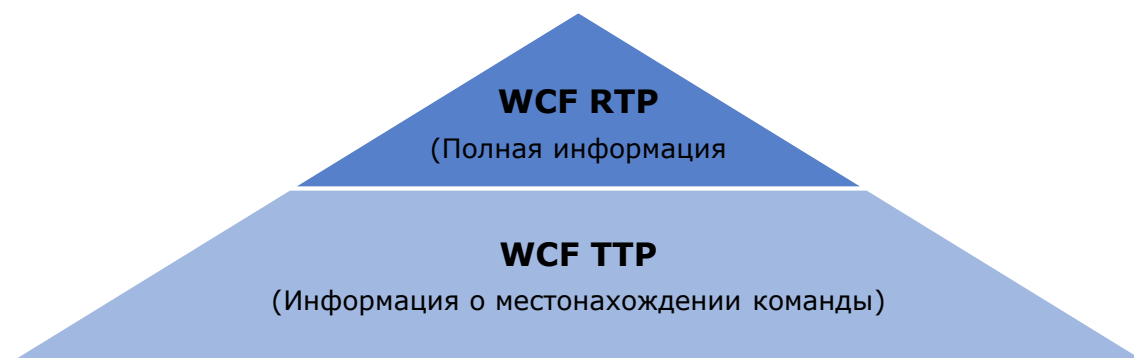 WCF RTP
(Полная информация
WCF TTP
(Информация о местонахождении команды)